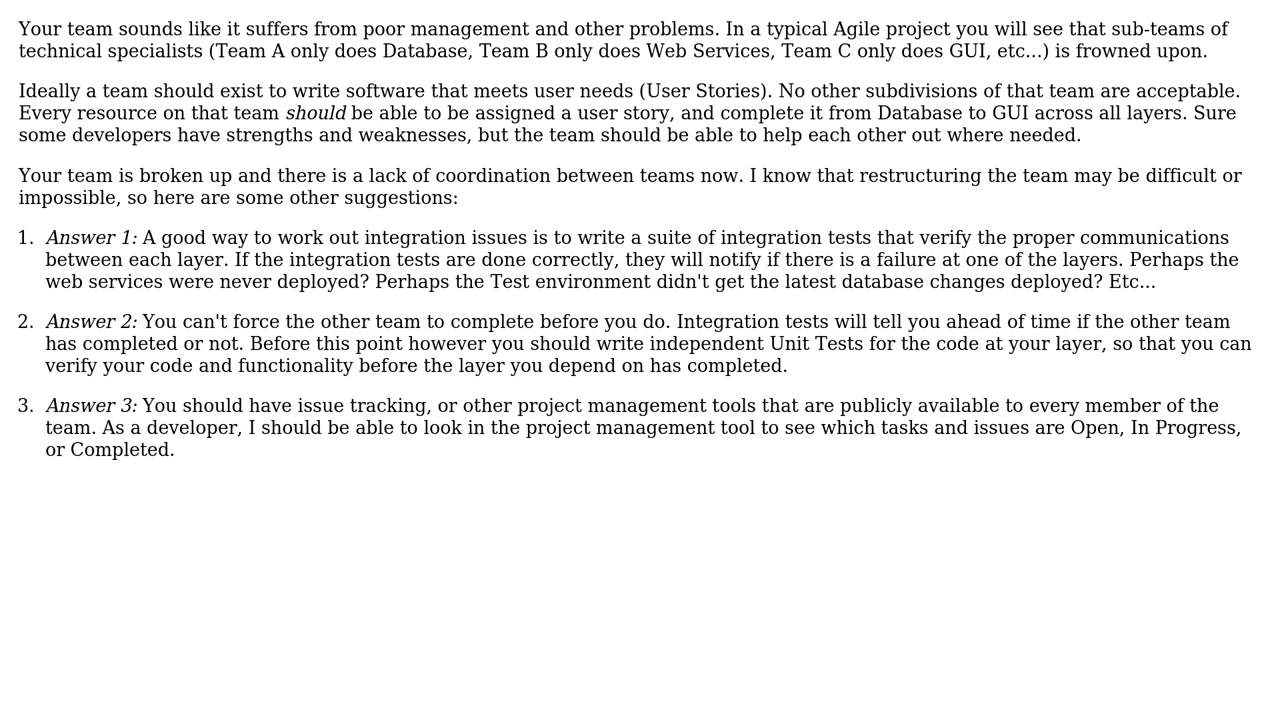 Your team sounds like it suffers from poor management and other problems. In a typical Agile project you will see that sub-teams of
technical specialists (Team A only does Database, Team B only does Web Services, Team C only does GUI, etc...) is frowned upon.
Ideally a team should exist to write software that meets user needs (User Stories). No other subdivisions of that team are acceptable.
Every resource on that team should be able to be assigned a user story, and complete it from Database to GUI across all layers. Sure
some developers have strengths and weaknesses, but the team should be able to help each other out where needed.
Your team is broken up and there is a lack of coordination between teams now. I know that restructuring the team may be difficult or
impossible, so here are some other suggestions:
1. Answer 1: A good way to work out integration issues is to write a suite of integration tests that verify the proper communications
between each layer. If the integration tests are done correctly, they will notify if there is a failure at one of the layers. Perhaps the
web services were never deployed? Perhaps the Test environment didn't get the latest database changes deployed? Etc...
2. Answer 2: You can't force the other team to complete before you do. Integration tests will tell you ahead of time if the other team
has completed or not. Before this point however you should write independent Unit Tests for the code at your layer, so that you can
verify your code and functionality before the layer you depend on has completed.
3. Answer 3: You should have issue tracking, or other project management tools that are publicly available to every member of the
team. As a developer, I should be able to look in the project management tool to see which tasks and issues are Open, In Progress,
or Completed.